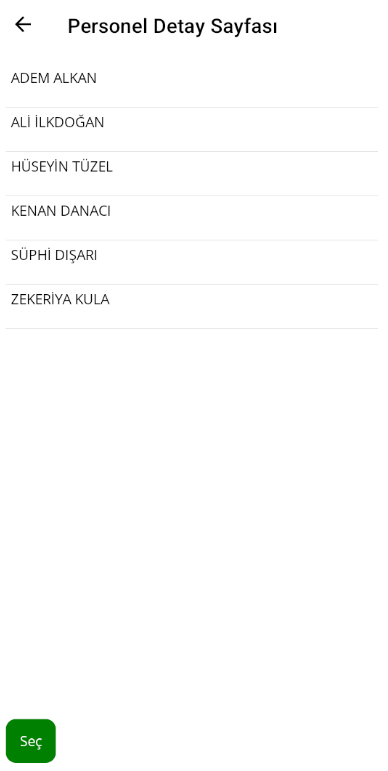 Personel Detay Sayfası
ADEM ALKAN
ALİ İLKDOĞAN
HÜSEYİN TÜZEL
KENAN DANACI
SÜPHİ DIŞARI
ZEKERİYA KULA
Seç